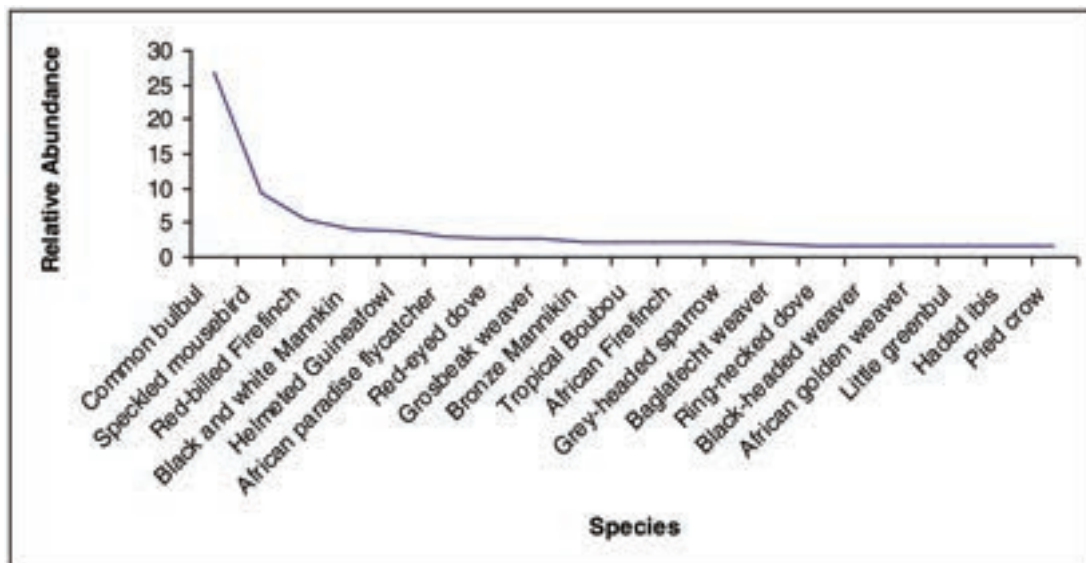 Relative Abundance
30
25
20
15
10
5
0
Common bulbul
Speckled mousebird
Red-billed Firefinch
Black and white Mannkin
Helmeted Guineafowl
African paradise flycatcher
Red-eyed dove
Grosbeak weaver
Bronze Mannikin
Tropical Boubou
African Firefinch
Grey-headed sparrow
Baglafecht weaver
Ring-necked dove
Black-headed weaver
African golden weaver
Little greenbul
Hadad ibis
Pied crow
Species